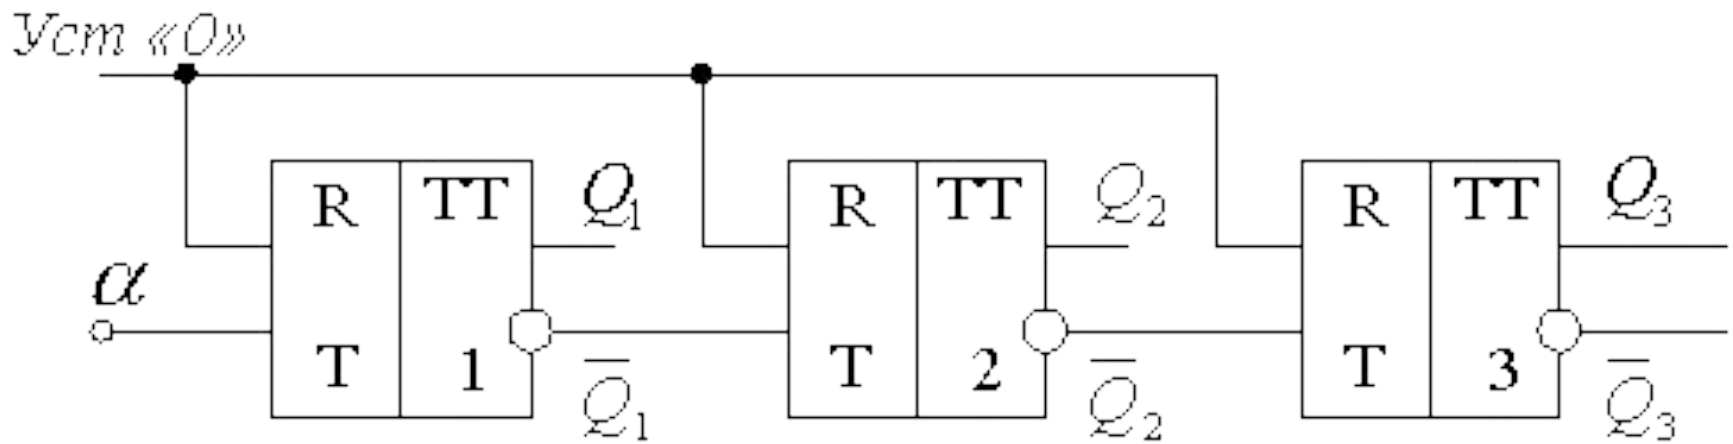 Уст «0»
R TT Q₁ R TT Q₂ R TT Q₃
a
T 1 T 2 T 3
Q̅₁ Q̅₂ Q̅₃